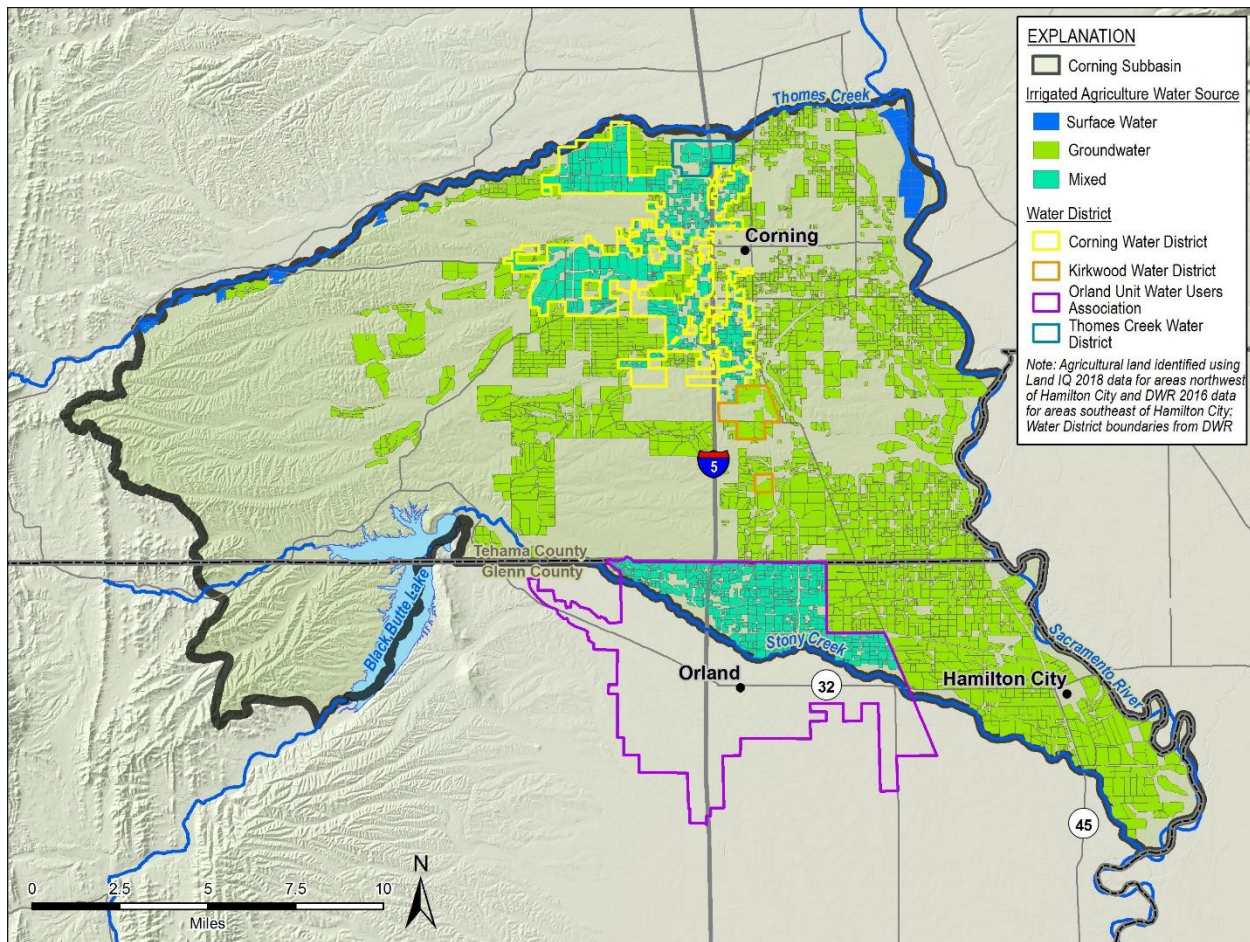 EXPLANATION
Corning Subbasin
Irrigated Agriculture Water Source
Surface Water
Groundwater
Mixed
Water District
Corning Water District
Kirkwood Water District
Orland Unit Water Users
Association
Thomes Creek Water
District
Note: Agricultural land identified using
Land IQ 2018 data for areas northwest
of Hamilton City and DWR 2016 data
for areas southeast of Hamilton City;
Water District boundaries from DWR
Thomes Creek
Corning
5
Tehama County
Glenn County
Black Butte Lake
Stony Creek
Sacramento River
Orland
32
Hamilton City
45
N
0 2.5 5 7.5 10
Miles